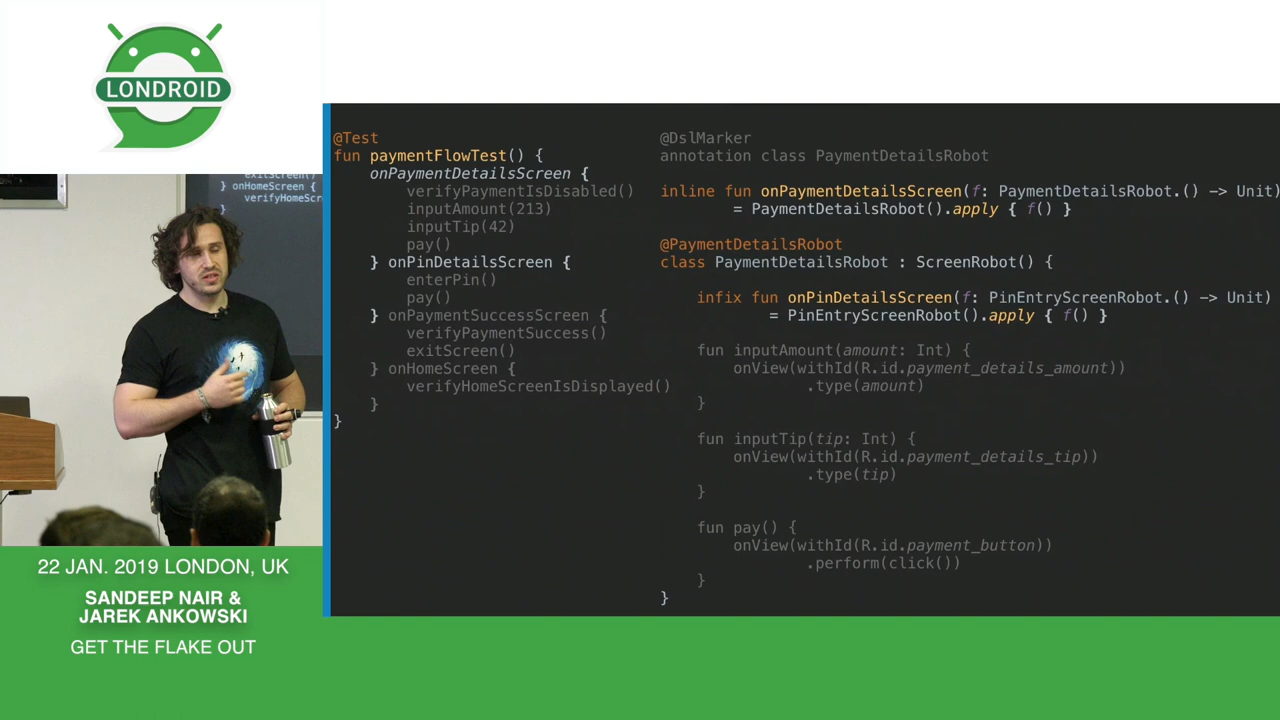 LONDROID
exitScreen()
} onHomeScreen {
verifyHomeScr
}
@Test
fun paymentFlowTest() {
onPaymentDetailsScreen {
verifyPaymentIsDisabled()
inputAmount(213)
inputTip(42)
pay()
} onPinDetailsScreen {
enterPin()
pay()
} onPaymentSuccessScreen {
verifyPaymentSuccess()
exitScreen()
} onHomeScreen {
verifyHomeScreenIsDisplayed()
}
}
@DslMarker
annotation class PaymentDetailsRobot
inline fun onPaymentDetailsScreen(f: PaymentDetailsRobot.() -> Unit)
= PaymentDetailsRobot().apply { f() }
@PaymentDetailsRobot
class PaymentDetailsRobot : ScreenRobot() {
infix fun onPinDetailsScreen(f: PinEntryScreenRobot.() -> Unit)
= PinEntryScreenRobot().apply { f() }
fun inputAmount(amount: Int) {
onView(withId(R.id.payment_details_amount))
.type(amount)
}
fun inputTip(tip: Int) {
onView(withId(R.id.payment_details_tip))
.type(tip)
}
fun pay() {
onView(withId(R.id.payment_button))
.perform(click())
}
}
22 JAN. 2019 LONDON, UK
SANDEEP NAIR &
JAREK ANKOWSKI
GET THE FLAKE OUT